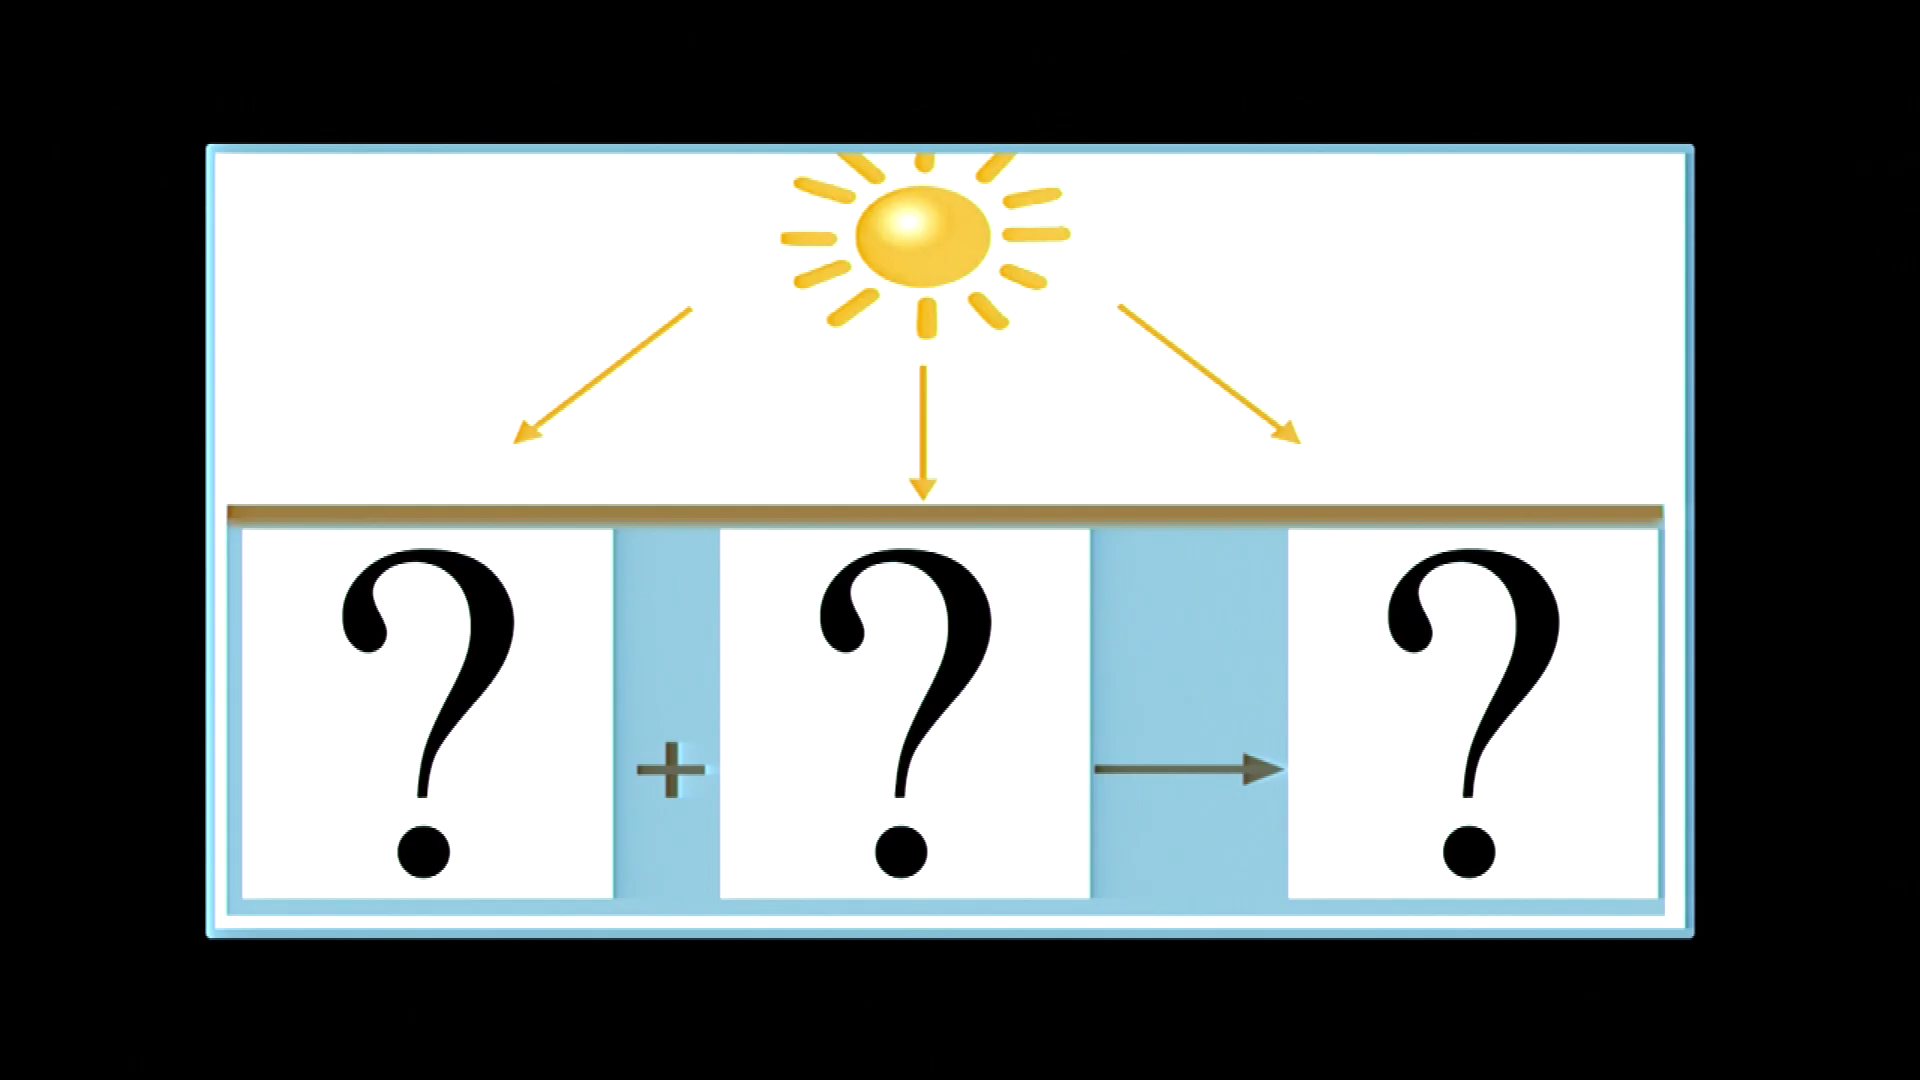 ? + ? → ?